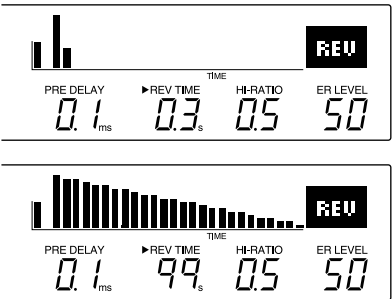 REV
TIME
PRE DELAY ▶REV TIME HI-RATIO ER LEVEL
0.1ms 0.3s 0.5 50
REV
TIME
PRE DELAY ▶REV TIME HI-RATIO ER LEVEL
0.1ms 99s 0.5 50